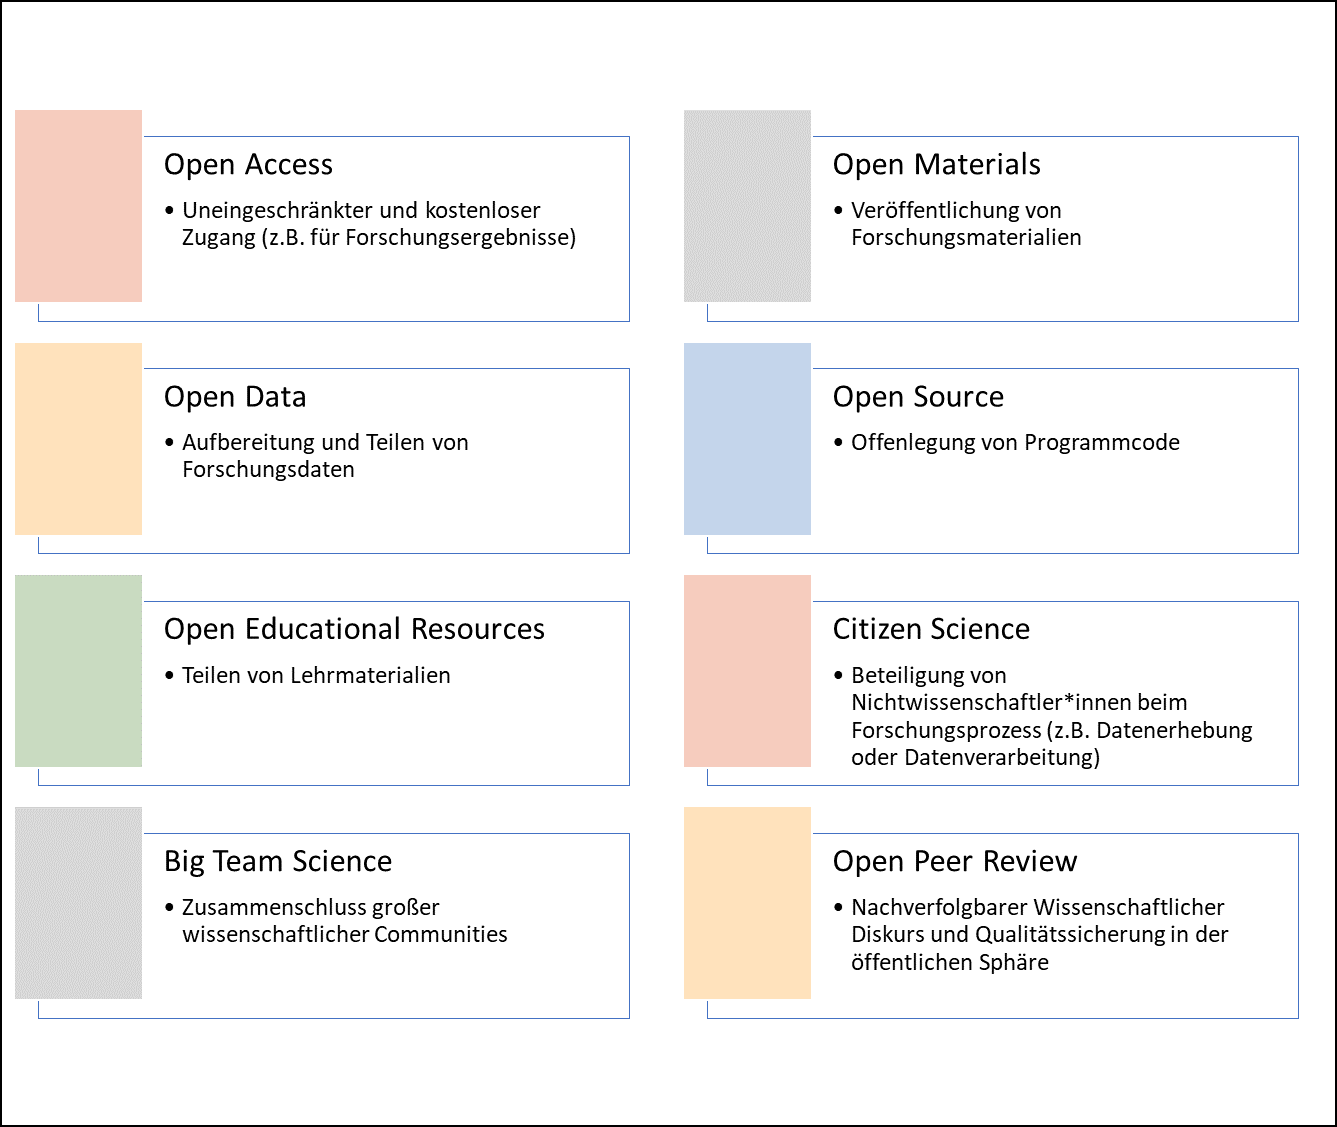 Open Access
• Uneingeschränkter und kostenloser
Zugang (z.B. für Forschungsergebnisse)
Open Materials
• Veröffentlichung von
Forschungsmaterialien
Open Data
• Aufbereitung und Teilen von
Forschungsdaten
Open Source
• Offenlegung von Programmcode
Open Educational Resources
• Teilen von Lehrmaterialien
Citizen Science
• Beteiligung von
Nichtwissenschaftler*innen beim
Forschungsprozess (z.B. Datenerhebung
oder Datenverarbeitung)
Big Team Science
• Zusammenschluss großer
wissenschaftlicher Communities
Open Peer Review
• Nachverfolgbarer Wissenschaftlicher
Diskurs und Qualitätssicherung in der
öffentlichen Sphäre